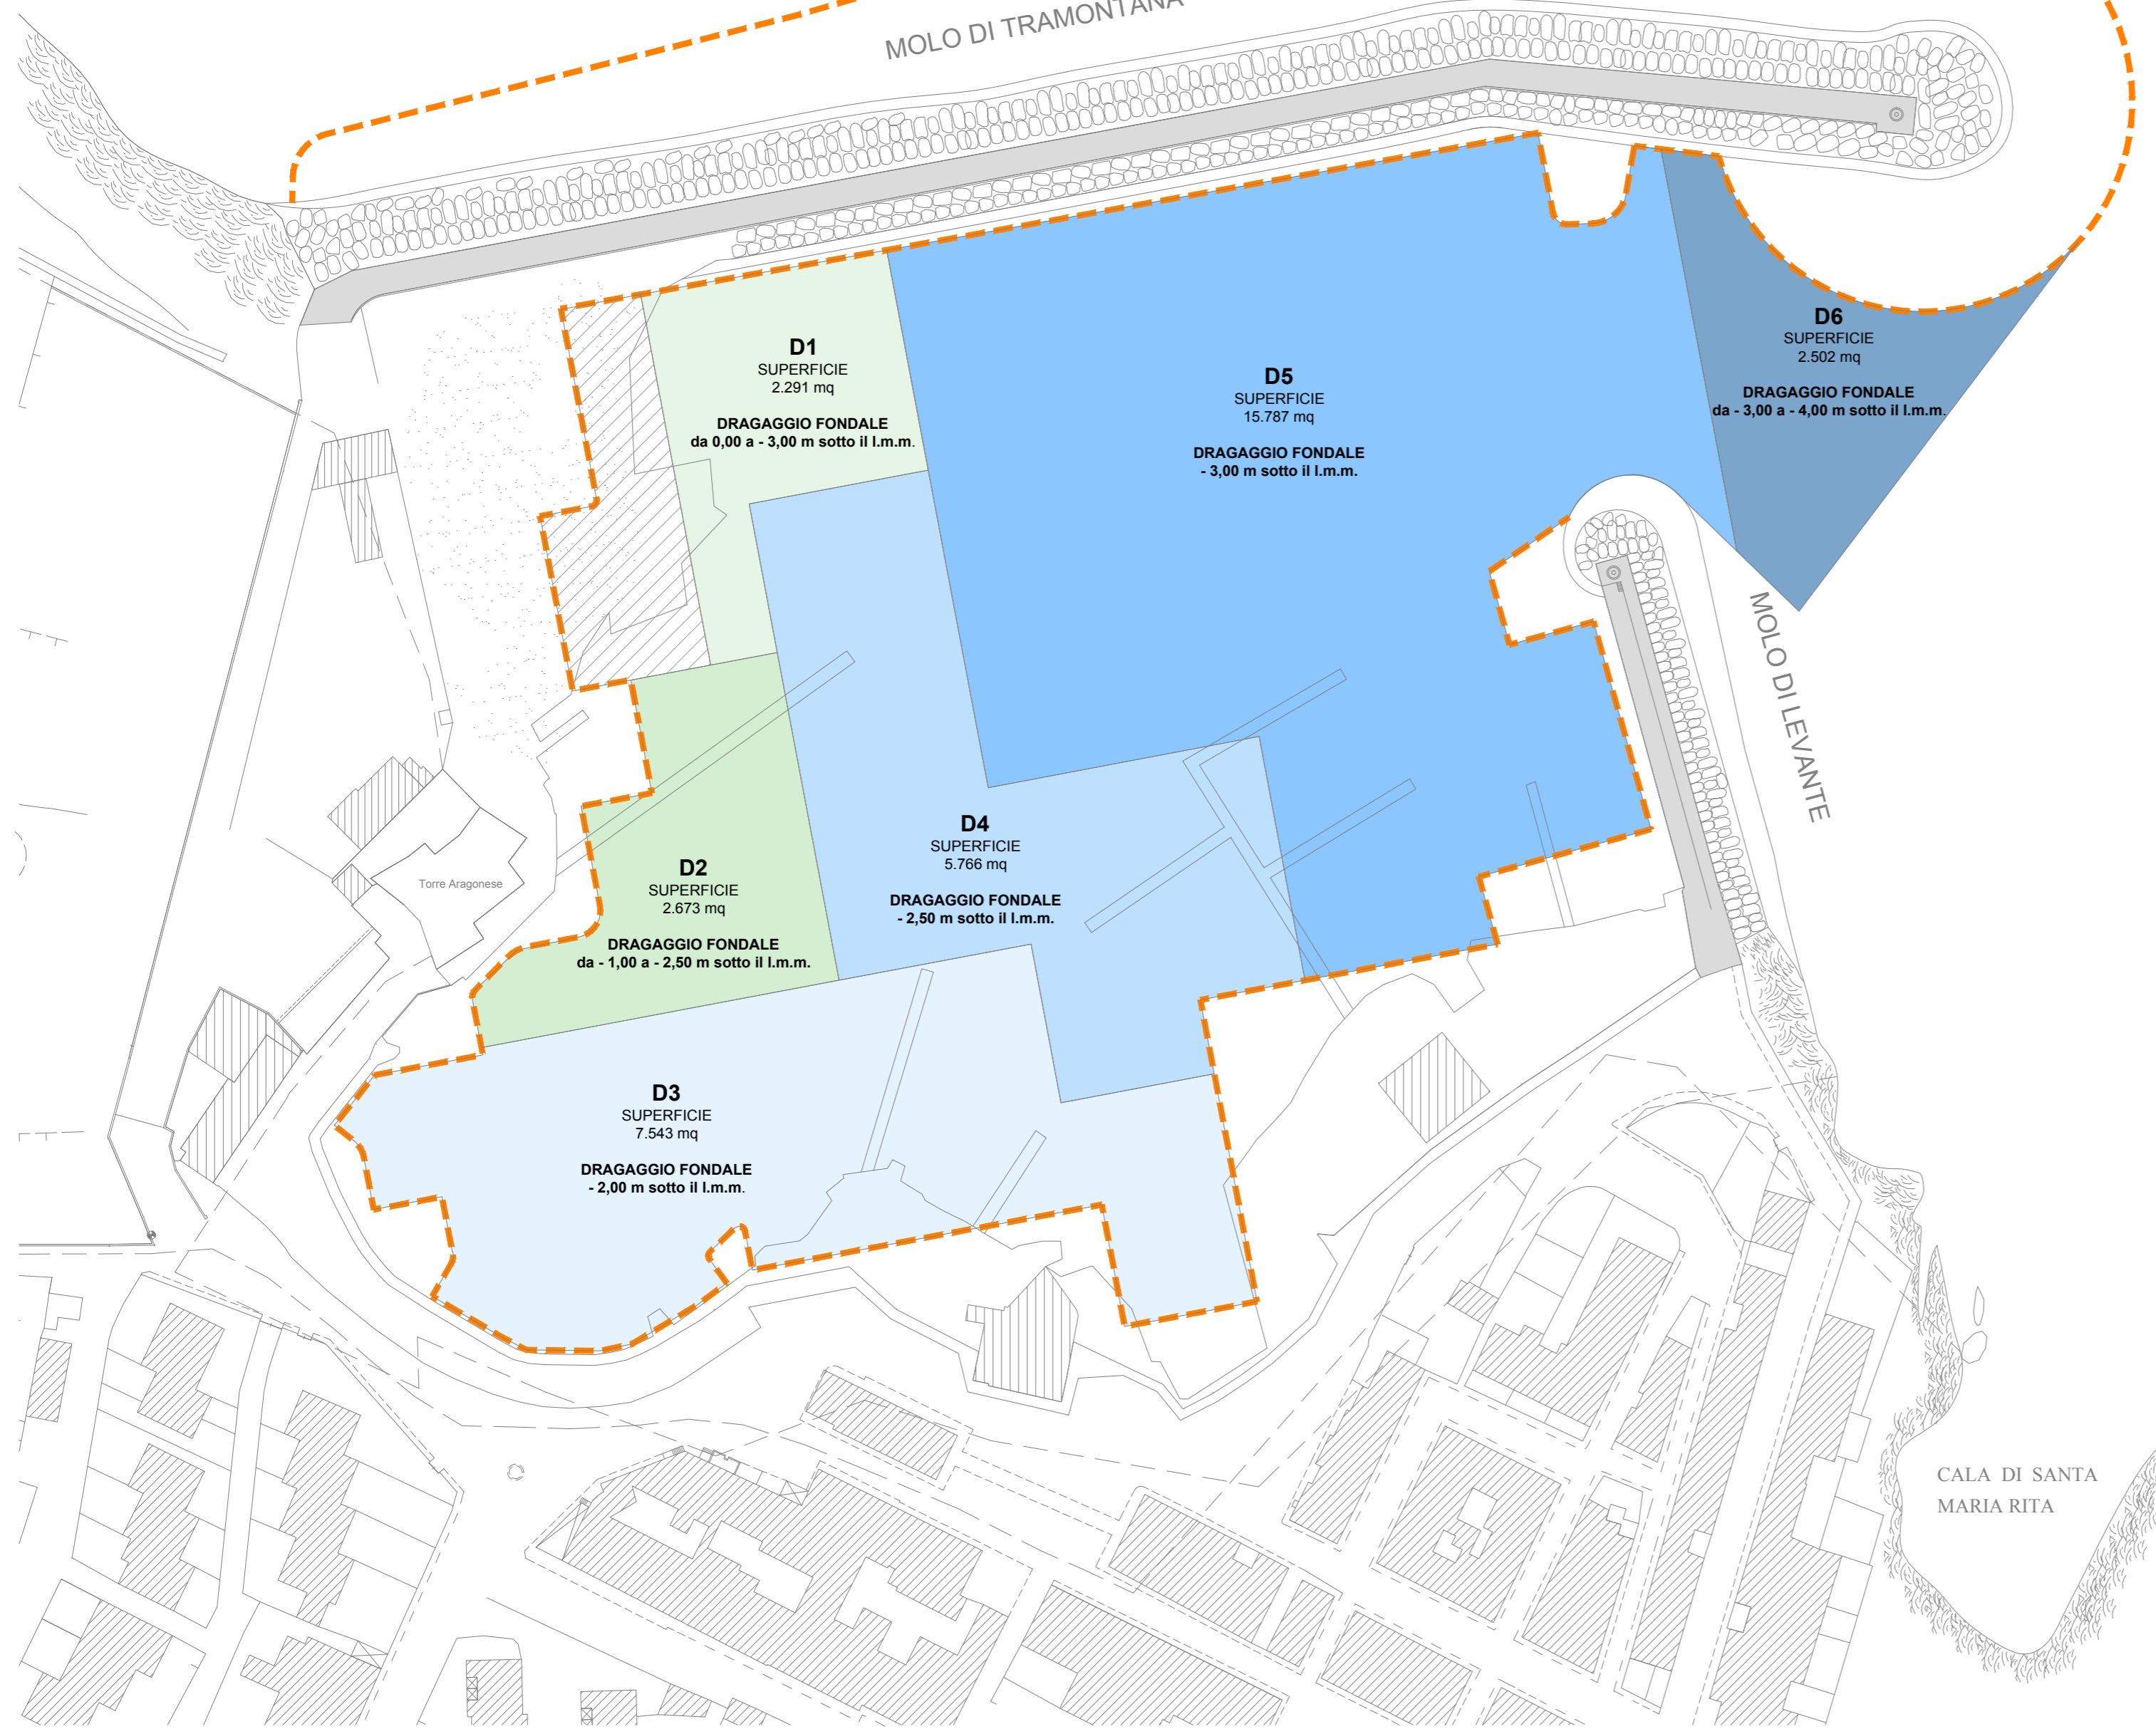 MOLO DI TRAMONTANA
D1
SUPERFICIE
2.291 mq
DRAGAGGIO FONDALE
da 0,00 a - 3,00 m sotto il l.m.m.
D5
SUPERFICIE
15.787 mq
DRAGAGGIO FONDALE
- 3,00 m sotto il l.m.m.
D6
SUPERFICIE
2.502 mq
DRAGAGGIO FONDALE
da - 3,00 a - 4,00 m sotto il l.m.m.
MOLO DI LEVANTE
D4
SUPERFICIE
5.766 mq
DRAGAGGIO FONDALE
- 2,50 m sotto il l.m.m.
Torre Aragonese
D2
SUPERFICIE
2.673 mq
DRAGAGGIO FONDALE
da - 1,00 a - 2,50 m sotto il l.m.m.
D3
SUPERFICIE
7.543 mq
DRAGAGGIO FONDALE
- 2,00 m sotto il l.m.m.
CALA DI SANTA
MARIA RITA